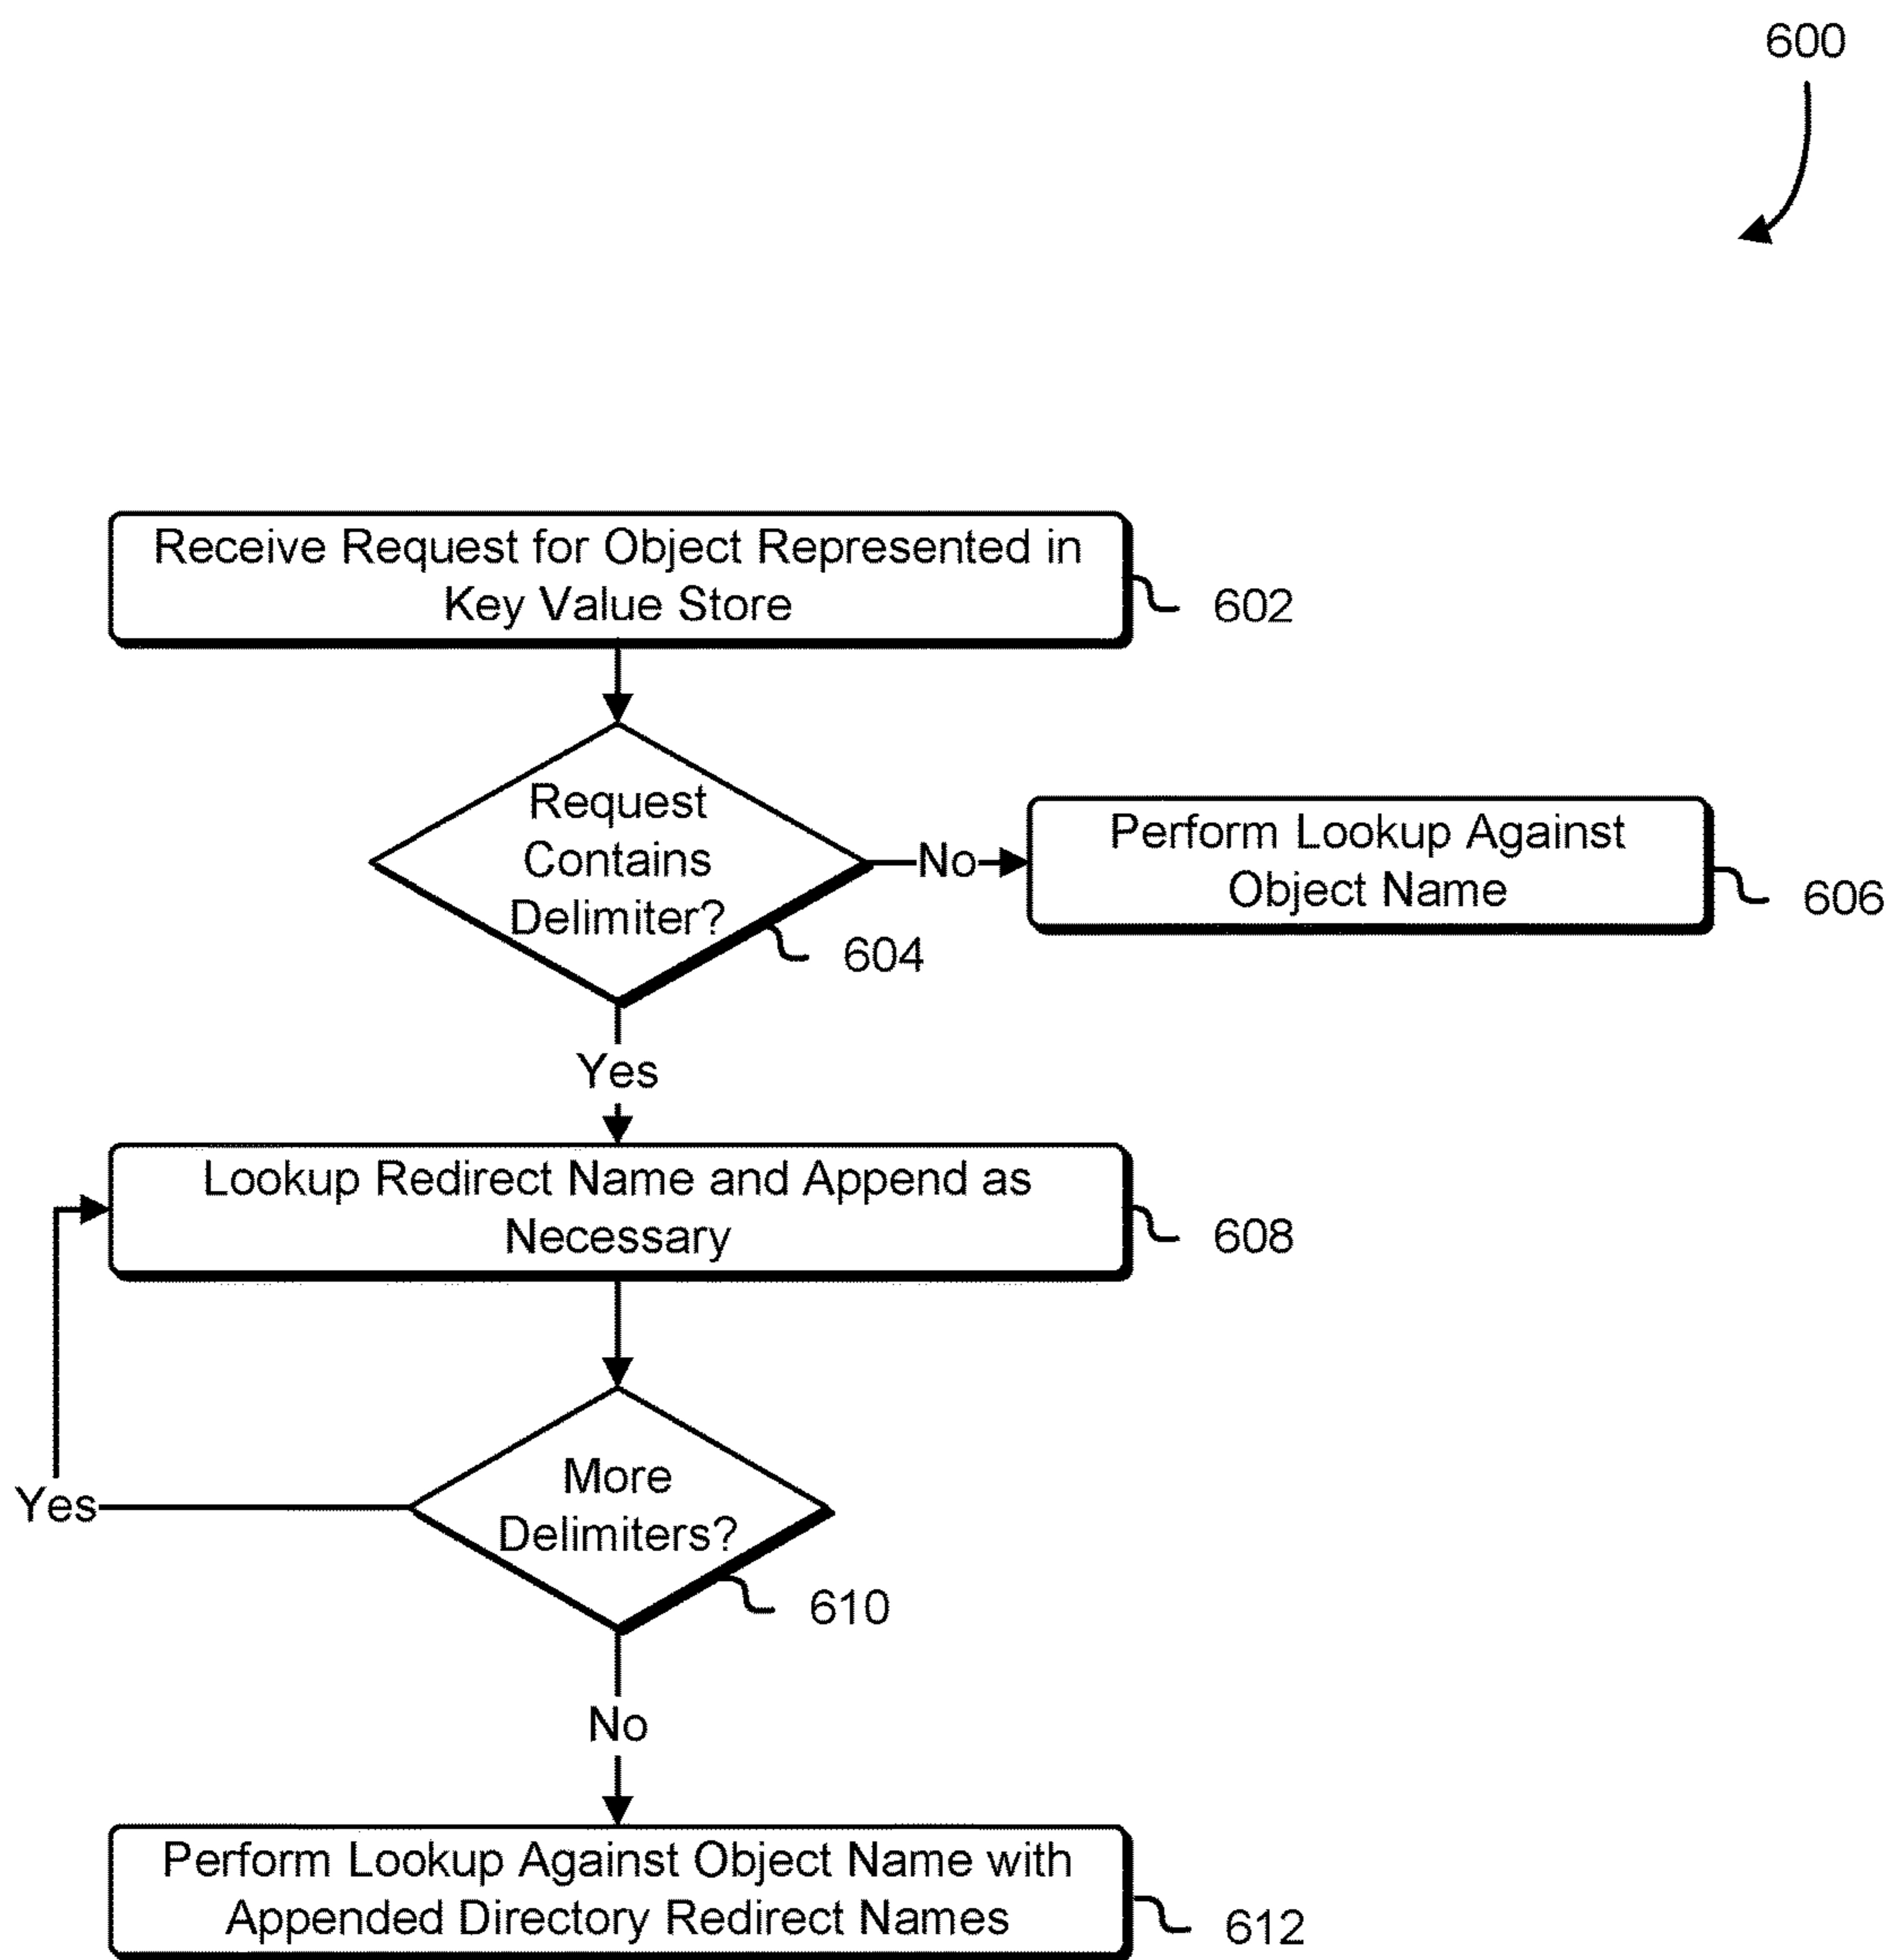 600
Receive Request for Object Represented in
Key Value Store
602
Request
Contains
Delimiter?
604
No
Perform Lookup Against
Object Name
606
Yes
Lookup Redirect Name and Append as
Necessary
608
More
Delimiters?
610
Yes
No
Perform Lookup Against Object Name with
Appended Directory Redirect Names
612